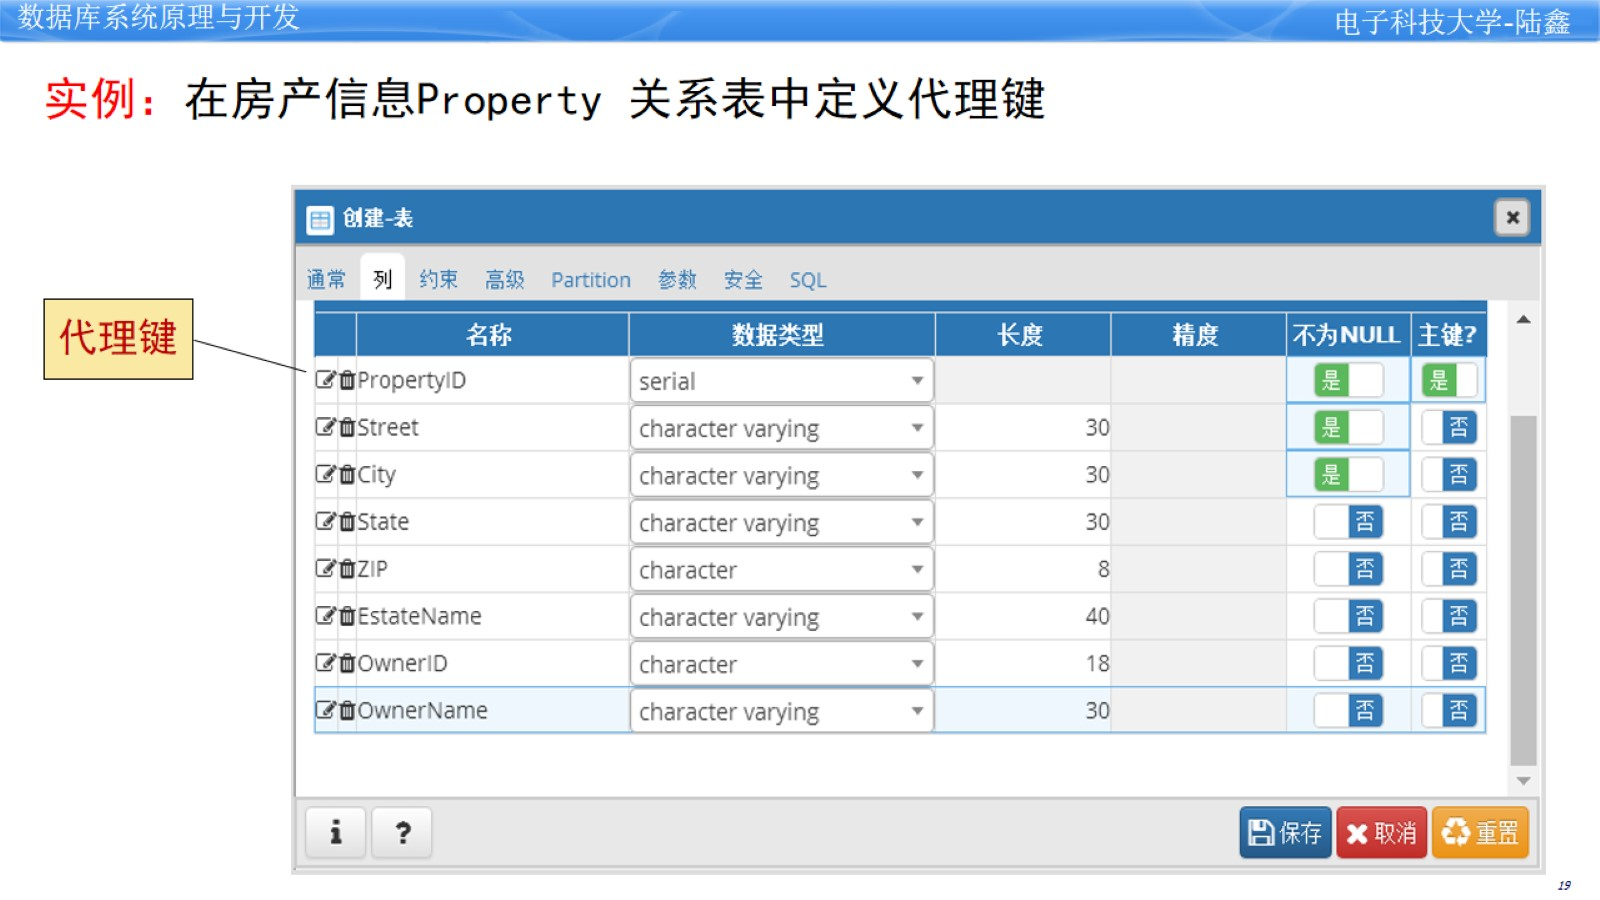 数据库系统原理与开发
电子科技大学-陆鑫
实例：在房产信息Property 关系表中定义代理键
创建-表
通常 列 约束 高级 Partition 参数 安全 SQL
代理键
名称 数据类型 长度 精度 不为NULL 主键?
PropertyID serial 是 是
Street character varying 30 是 否
City character varying 30 是 否
State character varying 30 否 否
ZIP character 8 否 否
EstateName character varying 40 否 否
OwnerID character 18 否 否
OwnerName character varying 30 否 否
i ? 保存 取消 重置
19